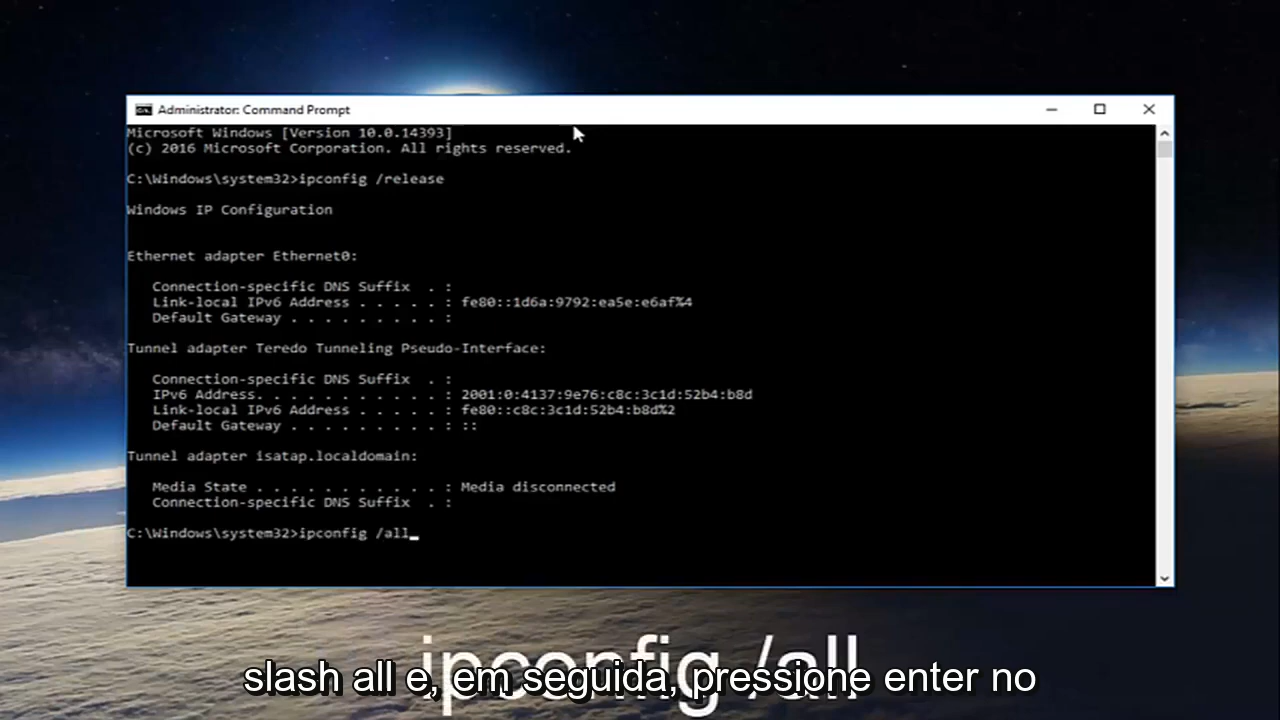 Administrator: Command Prompt
Microsoft Windows [Version 10.0.14393]
(c) 2016 Microsoft Corporation. All rights reserved.
C:\Windows\system32>ipconfig /release
Windows IP Configuration
Ethernet adapter Ethernet0:
Connection-specific DNS Suffix . :
Link-local IPv6 Address . . . . . : fe80::1d6a:9792:ea5e:e6af%4
Default Gateway . . . . . . . . . :
Tunnel adapter Teredo Tunneling Pseudo-Interface:
Connection-specific DNS Suffix . :
IPv6 Address. . . . . . . . . . . : 2001:0:4137:9e76:c8c:3c1d:52b4:b8d
Link-local IPv6 Address . . . . . : fe80::c8c:3c1d:52b4:b8d%2
Default Gateway . . . . . . . . . : ::
Tunnel adapter isatap.localdomain:
Media State . . . . . . . . . . . : Media disconnected
Connection-specific DNS Suffix . :
C:\Windows\system32>ipconfig /all_
ipconfig /all
slash all e, em seguida, pressione enter no